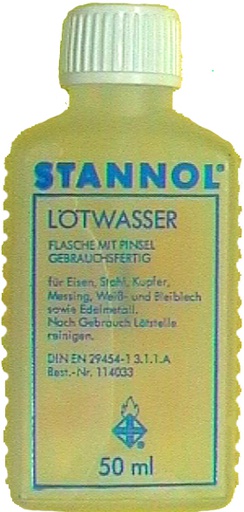 STANNOL®
LÖTWASSER
FLASCHE MIT PINSEL
GEBRAUCHSFERTIG
für Eisen, Stahl, Kupfer,
Messing, Weiß- und Bleiblech
sowie Edelmetall.
Nach Gebrauch Lötstelle
reinigen.
DIN EN 29454-1 3.1.1.A
Best.-Nr. 114033
®
50 ml